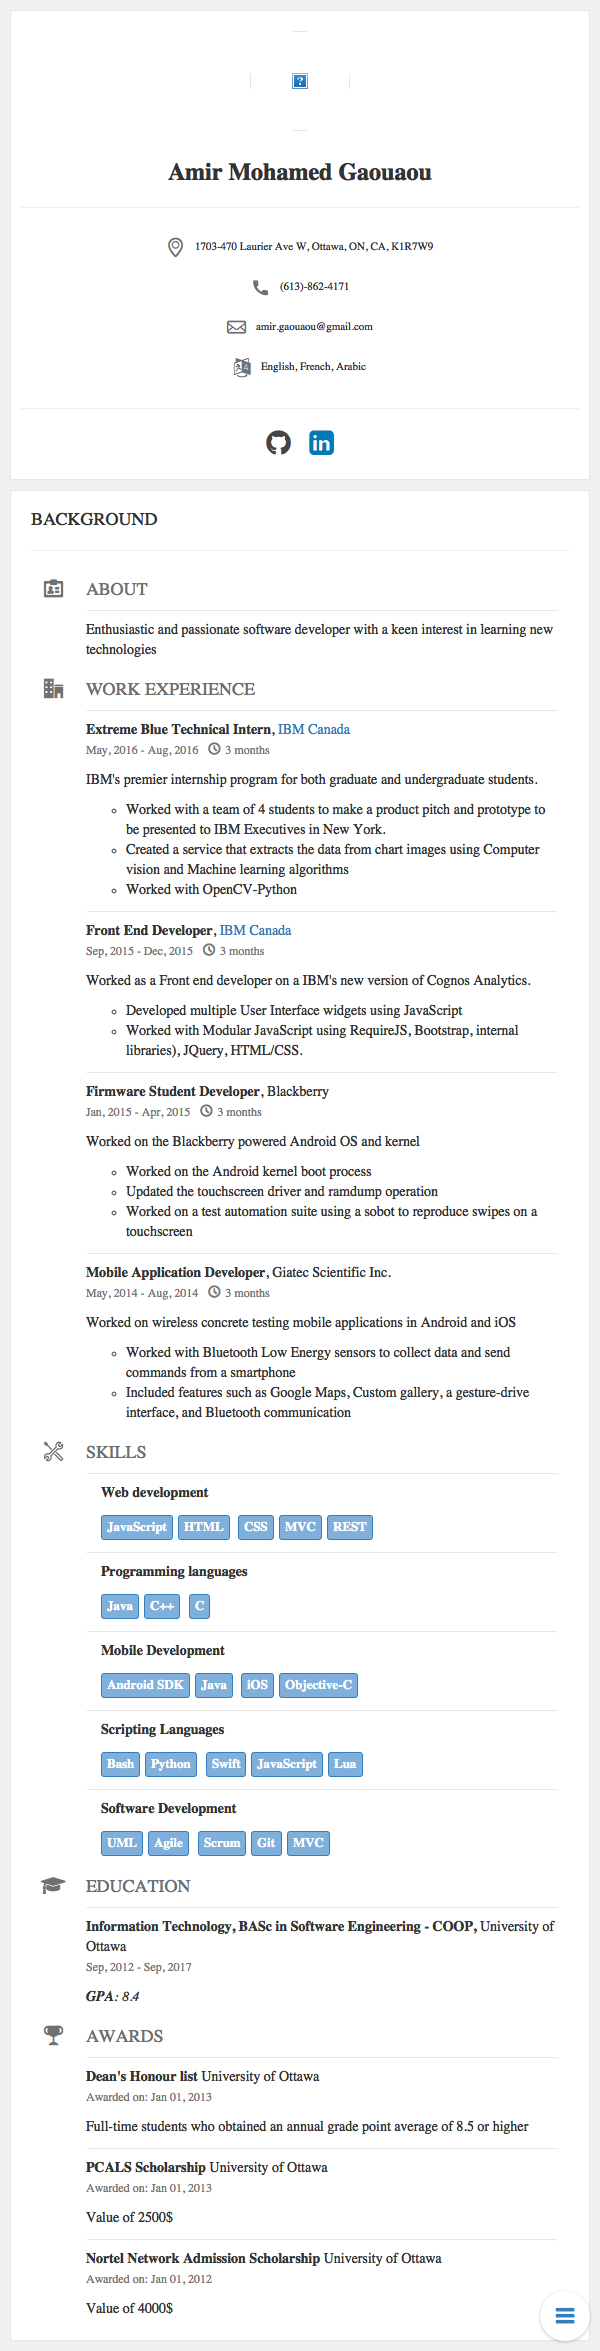 Amir Mohamed Gaouaou
1703-470 Laurier Ave W, Ottawa, ON, CA, K1R7W9
(613)-862-4171
amir.gaouaou@gmail.com
English, French, Arabic
in
BACKGROUND
ABOUT
Enthusiastic and passionate software developer with a keen interest in learning new
technologies
WORK EXPERIENCE
Extreme Blue Technical Intern, IBM Canada
May, 2016 - Aug, 2016 3 months
IBM's premier internship program for both graduate and undergraduate students.
Worked with a team of 4 students to make a product pitch and prototype to
be presented to IBM Executives in New York.
Created a service that extracts the data from chart images using Computer
vision and Machine learning algorithms
Worked with OpenCV-Python
Front End Developer, IBM Canada
Sep, 2015 - Dec, 2015 3 months
Worked as a Front end developer on a IBM's new version of Cognos Analytics.
Developed multiple User Interface widgets using JavaScript
Worked with Modular JavaScript using RequireJS, Bootstrap, internal
libraries), JQuery, HTML/CSS.
Firmware Student Developer, Blackberry
Jan, 2015 - Apr, 2015 3 months
Worked on the Blackberry powered Android OS and kernel
Worked on the Android kernel boot process
Updated the touchscreen driver and ramdump operation
Worked on a test automation suite using a sobot to reproduce swipes on a
touchscreen
Mobile Application Developer, Giatec Scientific Inc.
May, 2014 - Aug, 2014 3 months
Worked on wireless concrete testing mobile applications in Android and iOS
Worked with Bluetooth Low Energy sensors to collect data and send
commands from a smartphone
Included features such as Google Maps, Custom gallery, a gesture-drive
interface, and Bluetooth communication
SKILLS
Web development
JavaScript HTML CSS MVC REST
Programming languages
Java C++ C
Mobile Development
Android SDK Java iOS Objective-C
Scripting Languages
Bash Python Swift JavaScript Lua
Software Development
UML Agile Scrum Git MVC
EDUCATION
Information Technology, BASc in Software Engineering - COOP, University of
Ottawa
Sep, 2012 - Sep, 2017
GPA: 8.4
AWARDS
Dean's Honour list University of Ottawa
Awarded on: Jan 01, 2013
Full-time students who obtained an annual grade point average of 8.5 or higher
PCALS Scholarship University of Ottawa
Awarded on: Jan 01, 2013
Value of 2500$
Nortel Network Admission Scholarship University of Ottawa
Awarded on: Jan 01, 2012
Value of 4000$